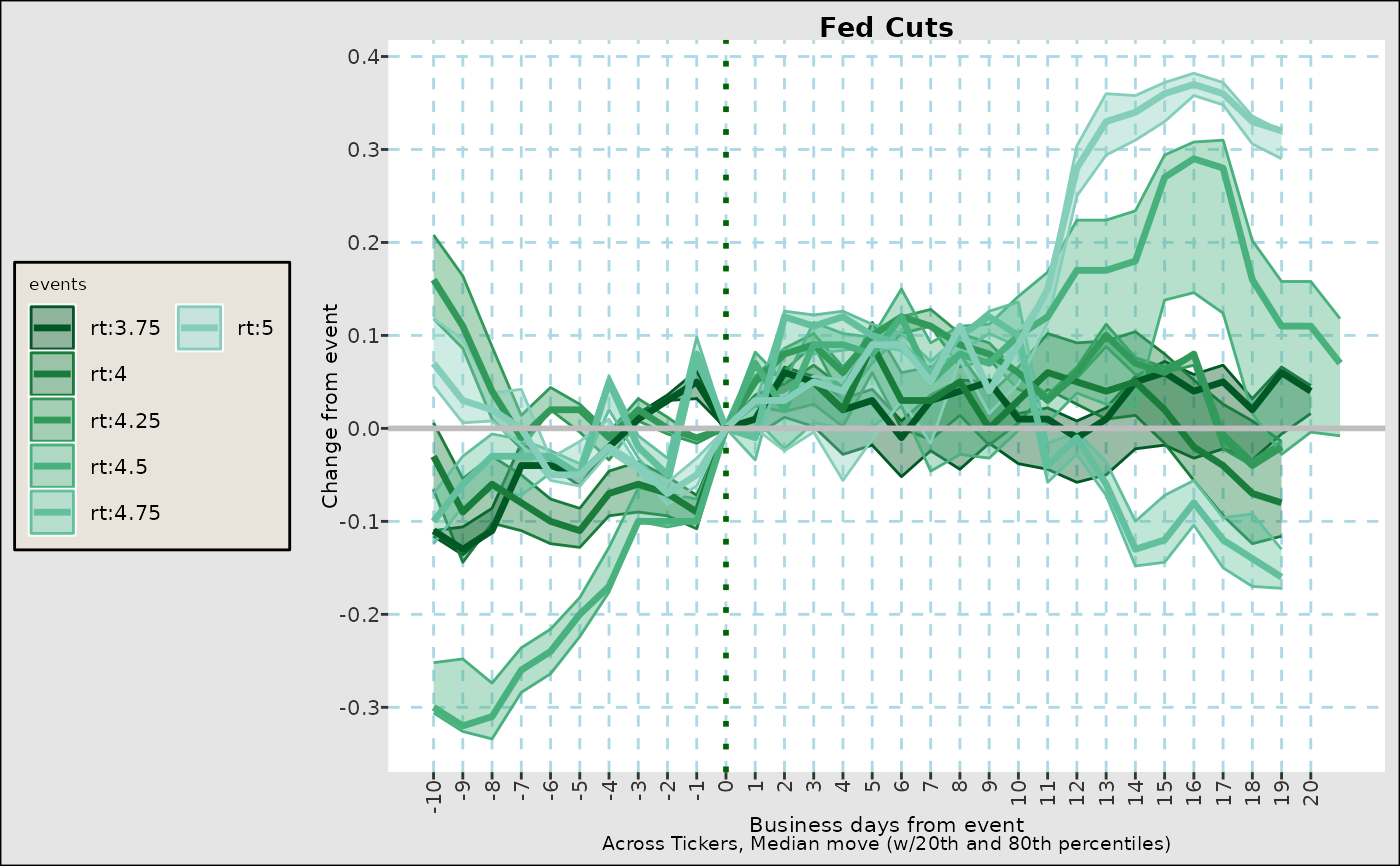 Fed Cuts
Change from event
0.4
0.3
0.2
0.1
0.0
-0.1
-0.2
-0.3
events
rt:3.75 rt:5
rt:4
rt:4.25
rt:4.5
rt:4.75
-10 -9 -8 -7 -6 -5 -4 -3 -2 -1 0 1 2 3 4 5 6 7 8 9 10 11 12 13 14 15 16 17 18 19 20
Business days from event
Across Tickers, Median move (w/20th and 80th percentiles)